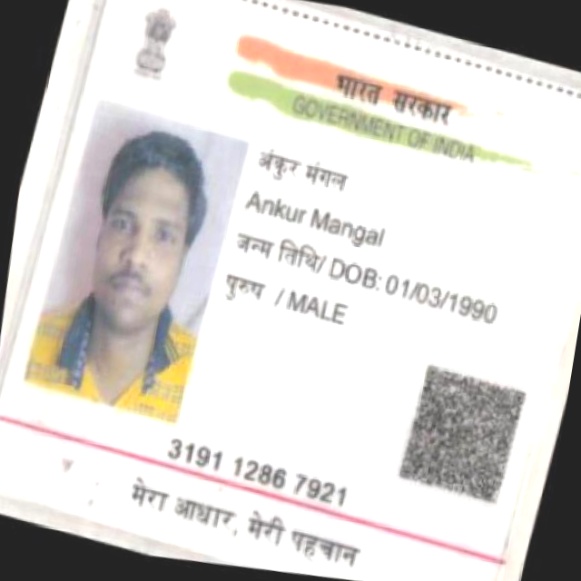 भारत सरकार
GOVERNMENT OF INDIA
अंकुर मंगल
Ankur Mangal
जन्म तिथि/ DOB: 01/03/1990
पुरुष / MALE
3191 1286 7921
मेरा आधार, मेरी पहचान